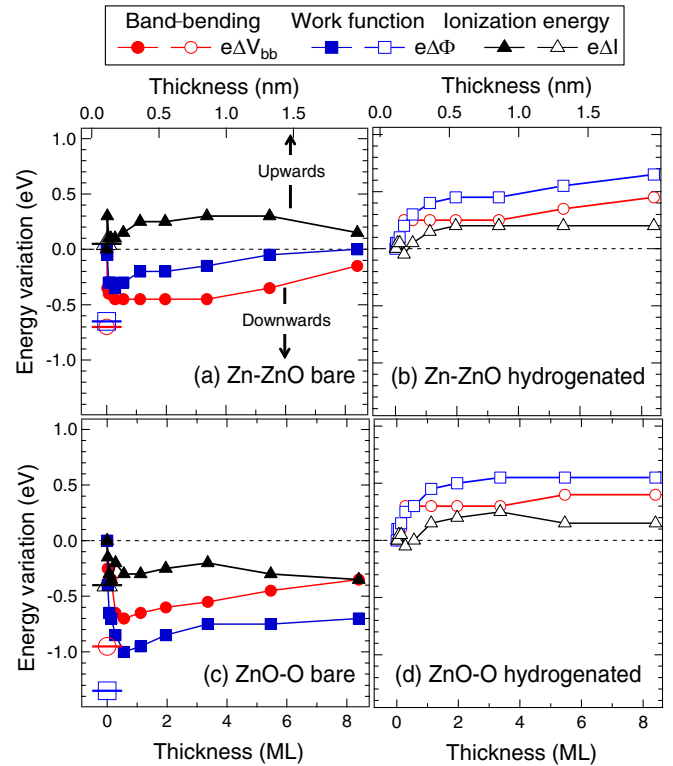 Band-bending Work function Ionization energy
eΔV_bb eΔΦ eΔI
Thickness (nm) Thickness (nm)
0.0 0.5 1.0 1.5 0.0 0.5 1.0 1.5
1.0
0.5
0.0
-0.5
-1.0
Energy variation (eV)
Upwards
Downwards
(a) Zn-ZnO bare
(b) Zn-ZnO hydrogenated
1.0
0.5
0.0
-0.5
-1.0
Energy variation (eV)
(c) ZnO-O bare
(d) ZnO-O hydrogenated
0 2 4 6 8 0 2 4 6 8
Thickness (ML) Thickness (ML)